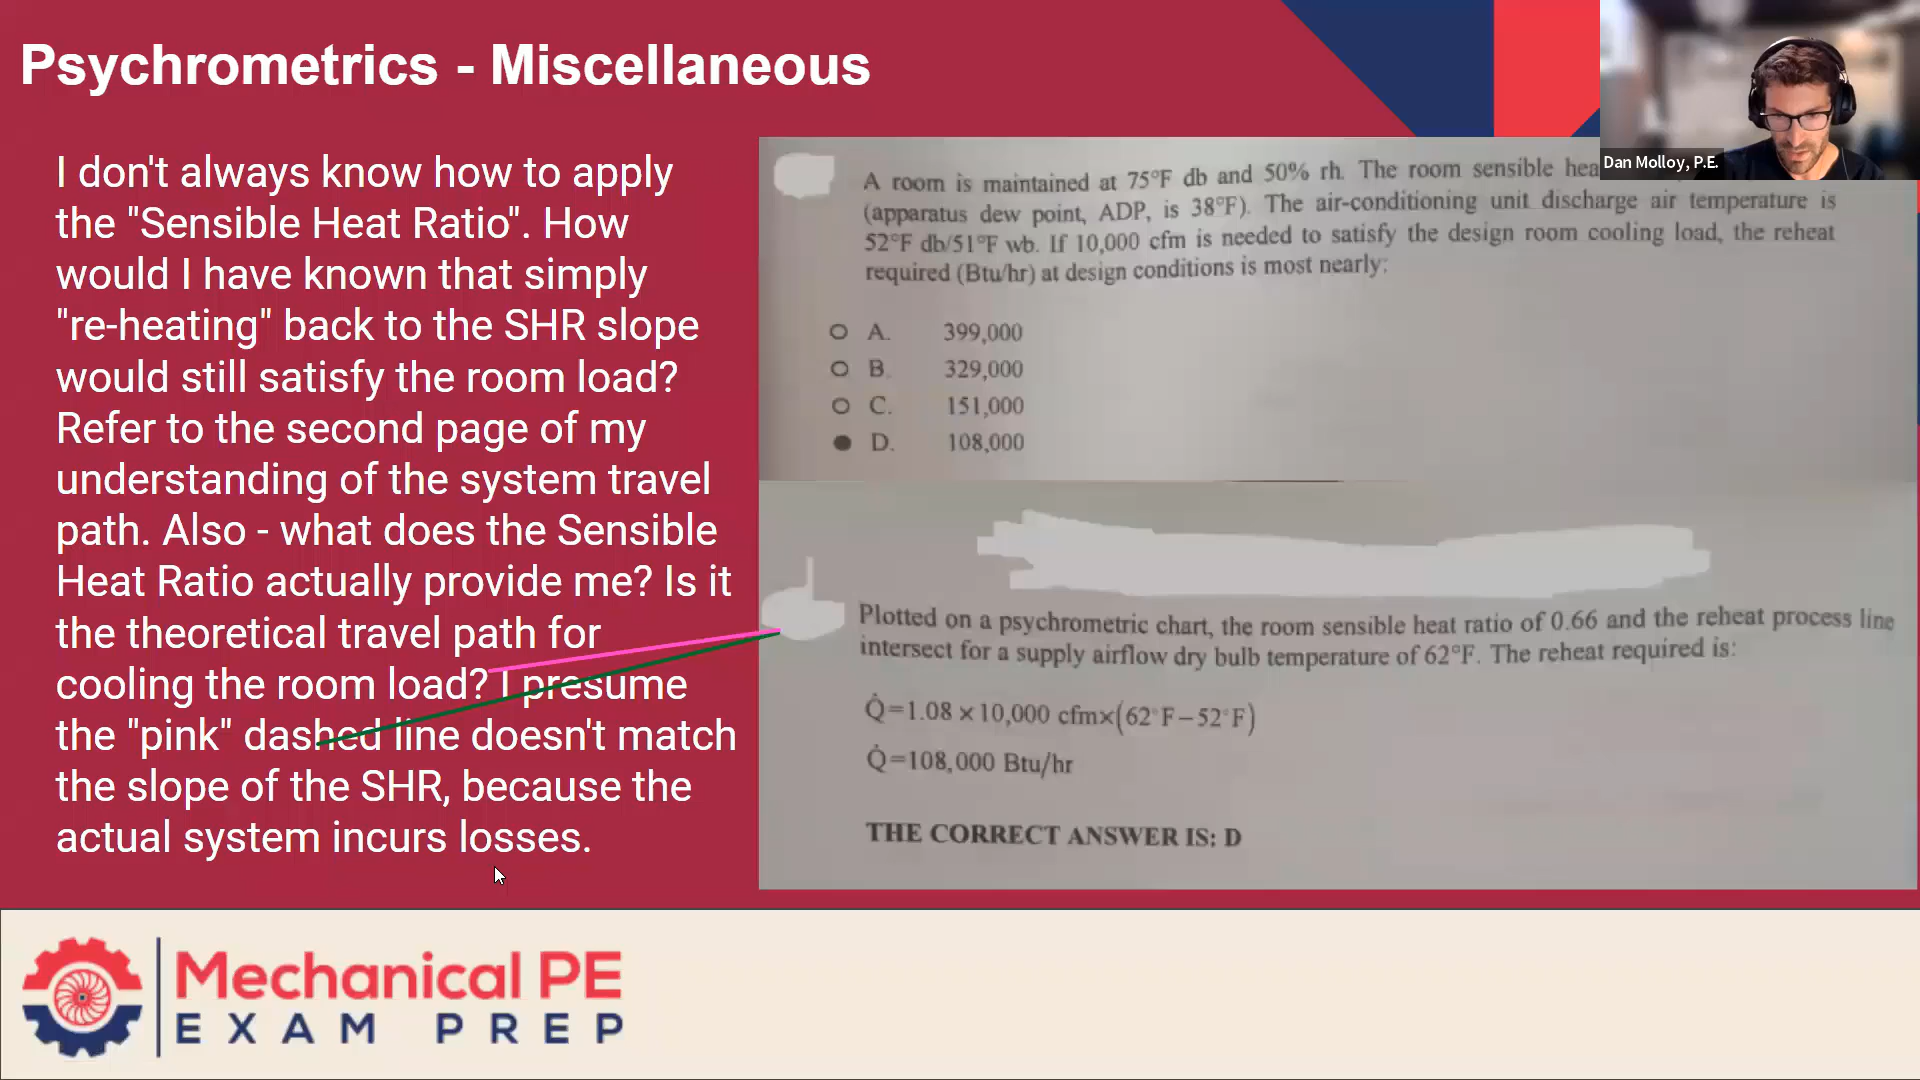 Psychrometrics - Miscellaneous
I don't always know how to apply
the "Sensible Heat Ratio". How
would I have known that simply
"re-heating" back to the SHR slope
would still satisfy the room load?
Refer to the second page of my
understanding of the system travel
path. Also - what does the Sensible
Heat Ratio actually provide me? Is it
the theoretical travel path for
cooling the room load? I presume
the "pink" dashed line doesn't match
the slope of the SHR, because the
actual system incurs losses.
Dan Molloy, P.E.
A room is maintained at 75°F db and 50% rh. The room sensible
(apparatus dew point, ADP, is 38°F). The air-conditioning unit discharge air temperature is
52°F db/51°F wb. If 10,000 cfm is needed to satisfy the design room cooling load, the reheat
required (Btu/hr) at design conditions is most nearly:
A. 399,000
B. 329,000
C. 151,000
D. 108,000
Plotted on a psychrometric chart, the room sensible heat ratio of 0.66 and the reheat process line
intersect for a supply airflow dry bulb temperature of 62°F. The reheat required is:
Q̇=1.08×10,000 cfm×(62°F−52°F)
Q̇=108,000 Btu/hr
THE CORRECT ANSWER IS: D
Mechanical PE
EXAM PREP